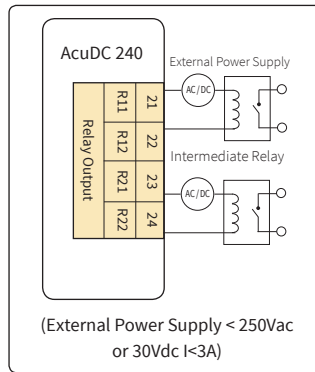 AcuDC 240
External Power Supply
Relay Output
R11 21
AC/DC
R12 22
Intermediate Relay
R21 23
AC/DC
R22 24
(External Power Supply < 250Vac
or 30Vdc I<3A)